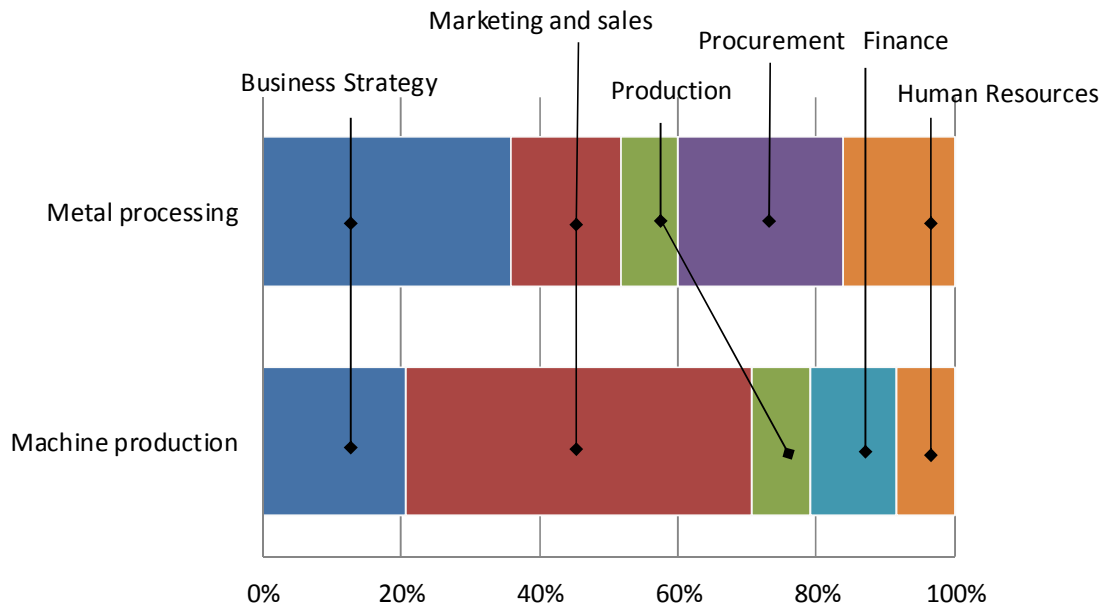 Marketing and sales
Procurement
Finance
Business Strategy
Production
Human Resources
Metal processing
Machine production
0%
20%
40%
60%
80%
100%